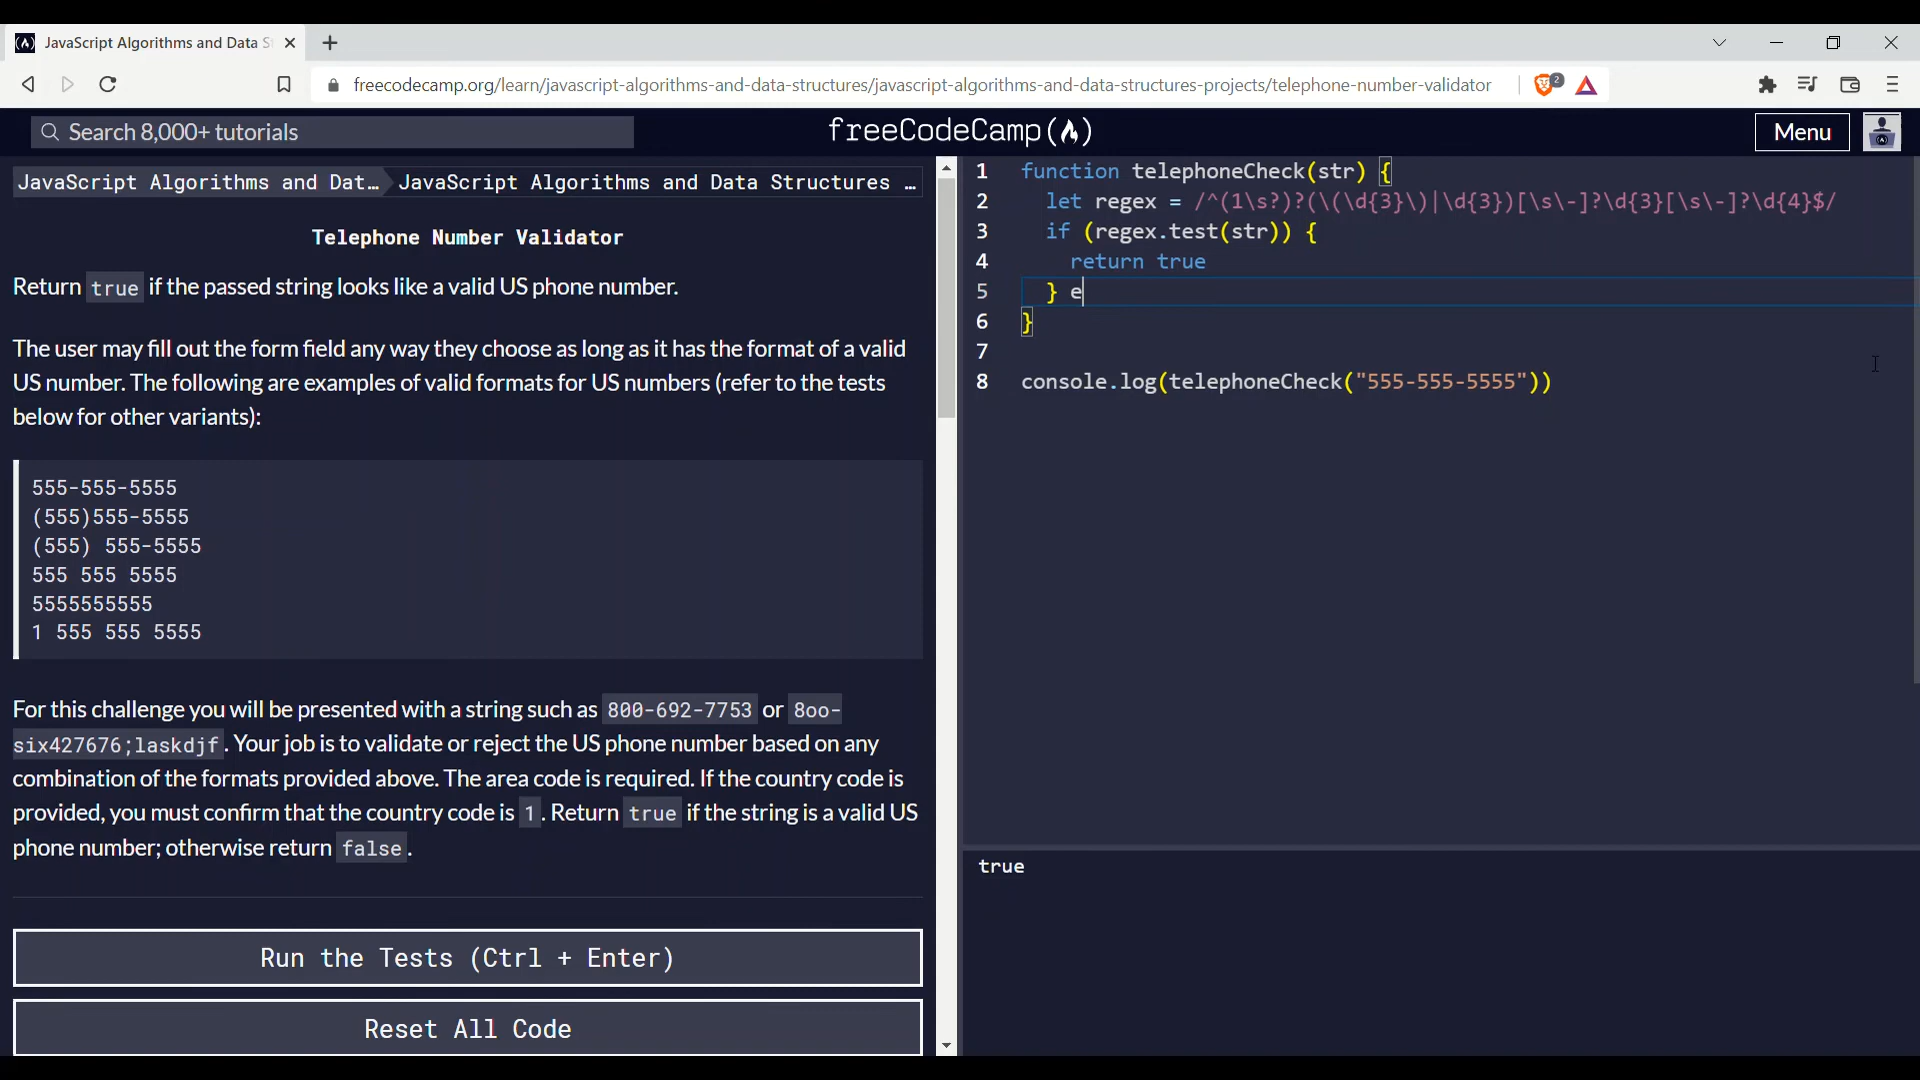 JavaScript Algorithms and Data S
freecodecamp.org/learn/javascript-algorithms-and-data-structures/javascript-algorithms-and-data-structures-projects/telephone-number-validator
2
Search 8,000+ tutorials
freeCodeCamp(🔥)
Menu
JavaScript Algorithms and Dat… JavaScript Algorithms and Data Structures …
Telephone Number Validator
Return true if the passed string looks like a valid US phone number.
The user may fill out the form field any way they choose as long as it has the format of a valid
US number. The following are examples of valid formats for US numbers (refer to the tests
below for other variants):
555-555-5555
(555)555-5555
(555) 555-5555
555 555 5555
5555555555
1 555 555 5555
For this challenge you will be presented with a string such as 800-692-7753 or 8oo-
six427676;laskdjf. Your job is to validate or reject the US phone number based on any
combination of the formats provided above. The area code is required. If the country code is
provided, you must confirm that the country code is 1. Return true if the string is a valid US
phone number; otherwise return false.
Run the Tests (Ctrl + Enter)
Reset All Code
1 function telephoneCheck(str) {
2 let regex = /^(1\s?)?(\(\d{3}\)|\d{3})[\s\-]?\d{3}[\s\-]?\d{4}$/
3 if (regex.test(str)) {
4 return true
5 } e
6 }
7
8 console.log(telephoneCheck("555-555-5555"))
true